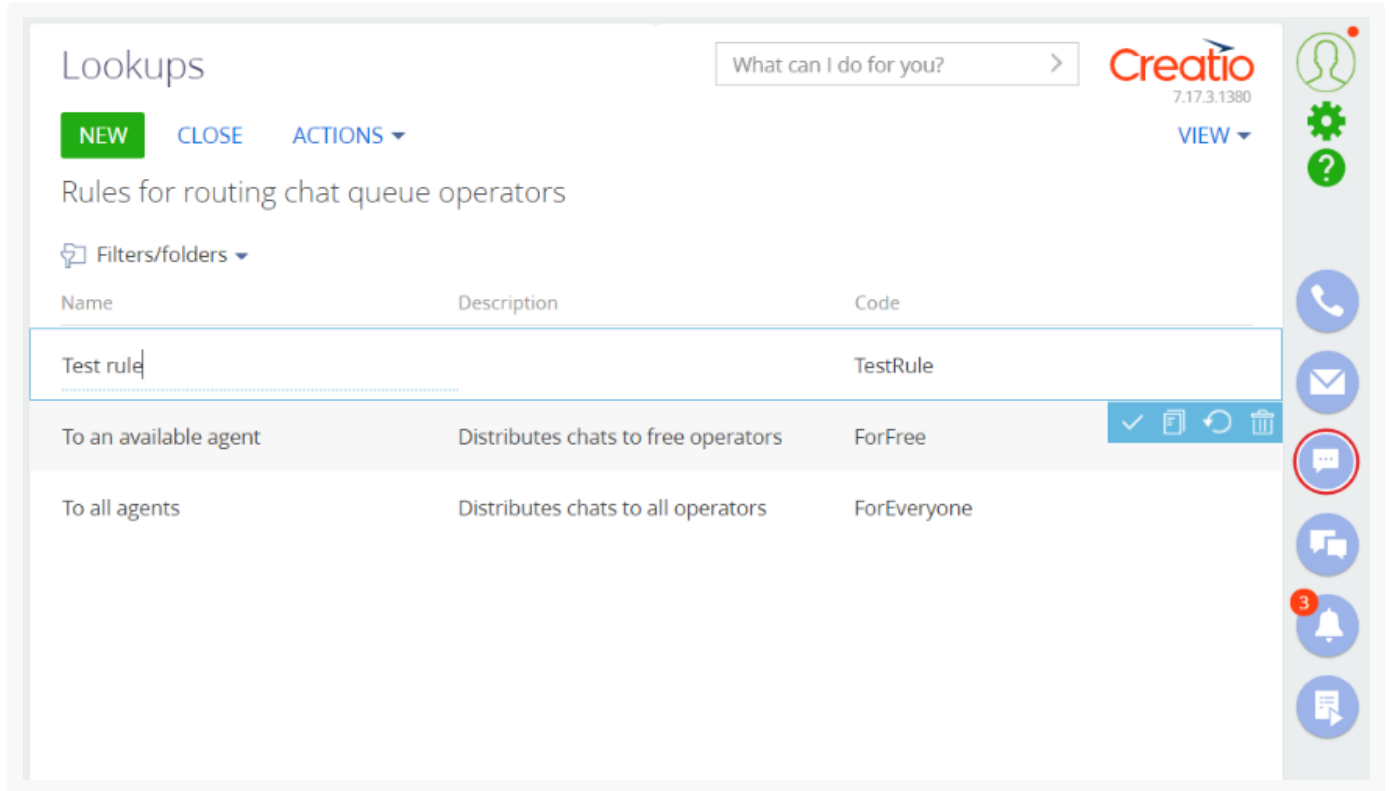 Lookups
What can I do for you?
Creatio
7.17.3.1380
NEW CLOSE ACTIONS VIEW
?
Rules for routing chat queue operators
Filters/folders
Name Description Code
Test rule TestRule
To an available agent Distributes chats to free operators ForFree
To all agents Distributes chats to all operators ForEveryone
3